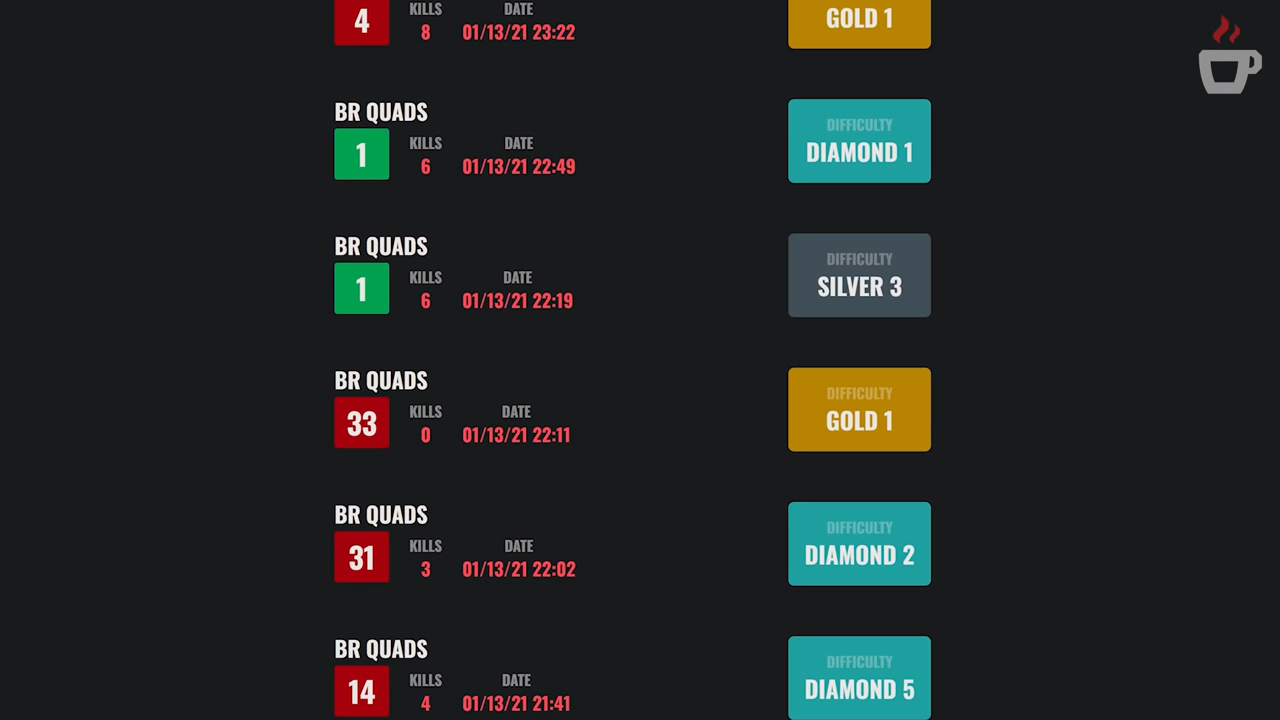 KILLS DATE
4 8 01/13/21 23:22 GOLD 1
BR QUADS
KILLS DATE DIFFICULTY
1 6 01/13/21 22:49 DIAMOND 1
BR QUADS
KILLS DATE DIFFICULTY
1 6 01/13/21 22:19 SILVER 3
BR QUADS
KILLS DATE DIFFICULTY
33 0 01/13/21 22:11 GOLD 1
BR QUADS
KILLS DATE DIFFICULTY
31 3 01/13/21 22:02 DIAMOND 2
BR QUADS
KILLS DATE DIFFICULTY
14 4 01/13/21 21:41 DIAMOND 5